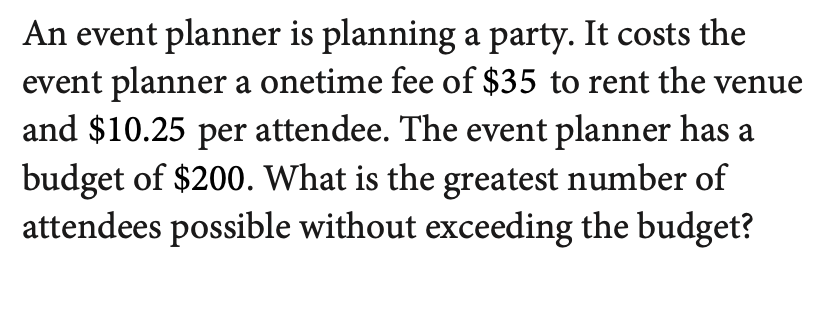 An event planner is planning a party. It costs the
event planner a onetime fee of $35 to rent the venue
and $10.25 per attendee. The event planner has a
budget of $200. What is the greatest number of
attendees possible without exceeding the budget?